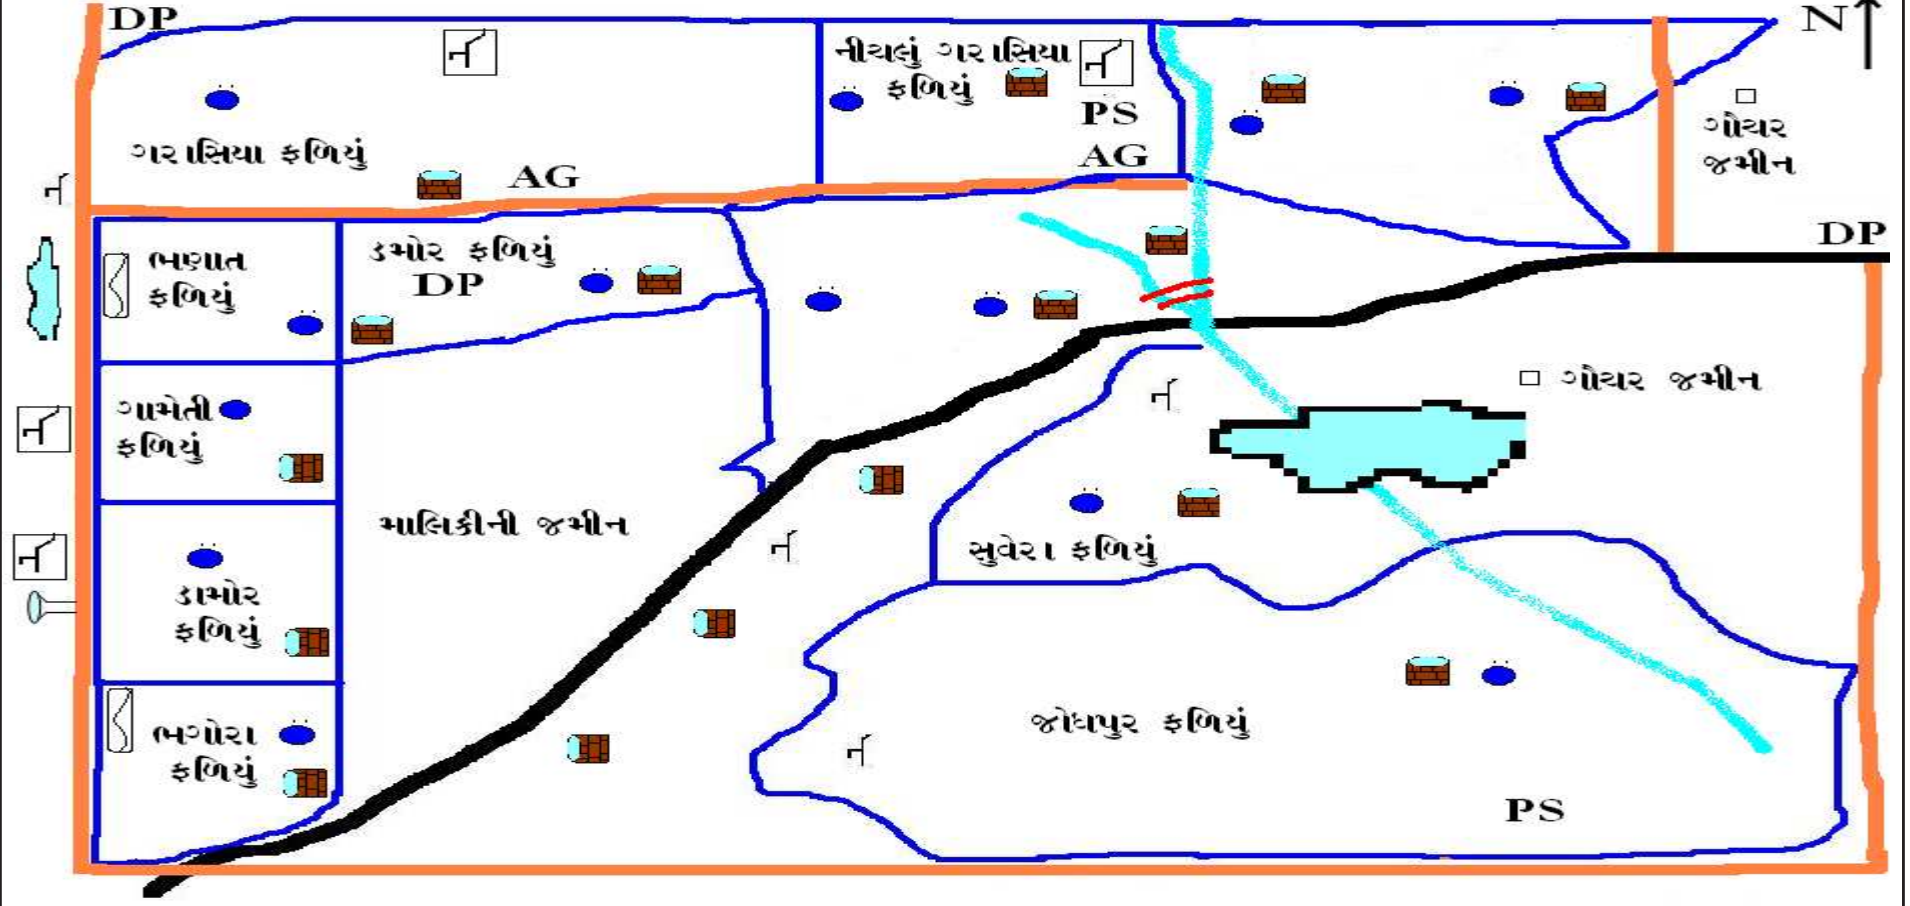 DP
N
નીચલું ગરાસિયા
ફળિયું
PS
AG
ગરાસિયા ફળિયું
AG
ગૌચર
જમીન
DP
ભણાત
ફળિયું
ડમોર ફળિયું
DP
ગૌચર જમીન
ગામેતી
ફળિયું
માલિકીની જમીન
સુવેરા ફળિયું
ડામોર
ફળિયું
ભગોરા
ફળિયું
જોધપુર ફળિયું
PS